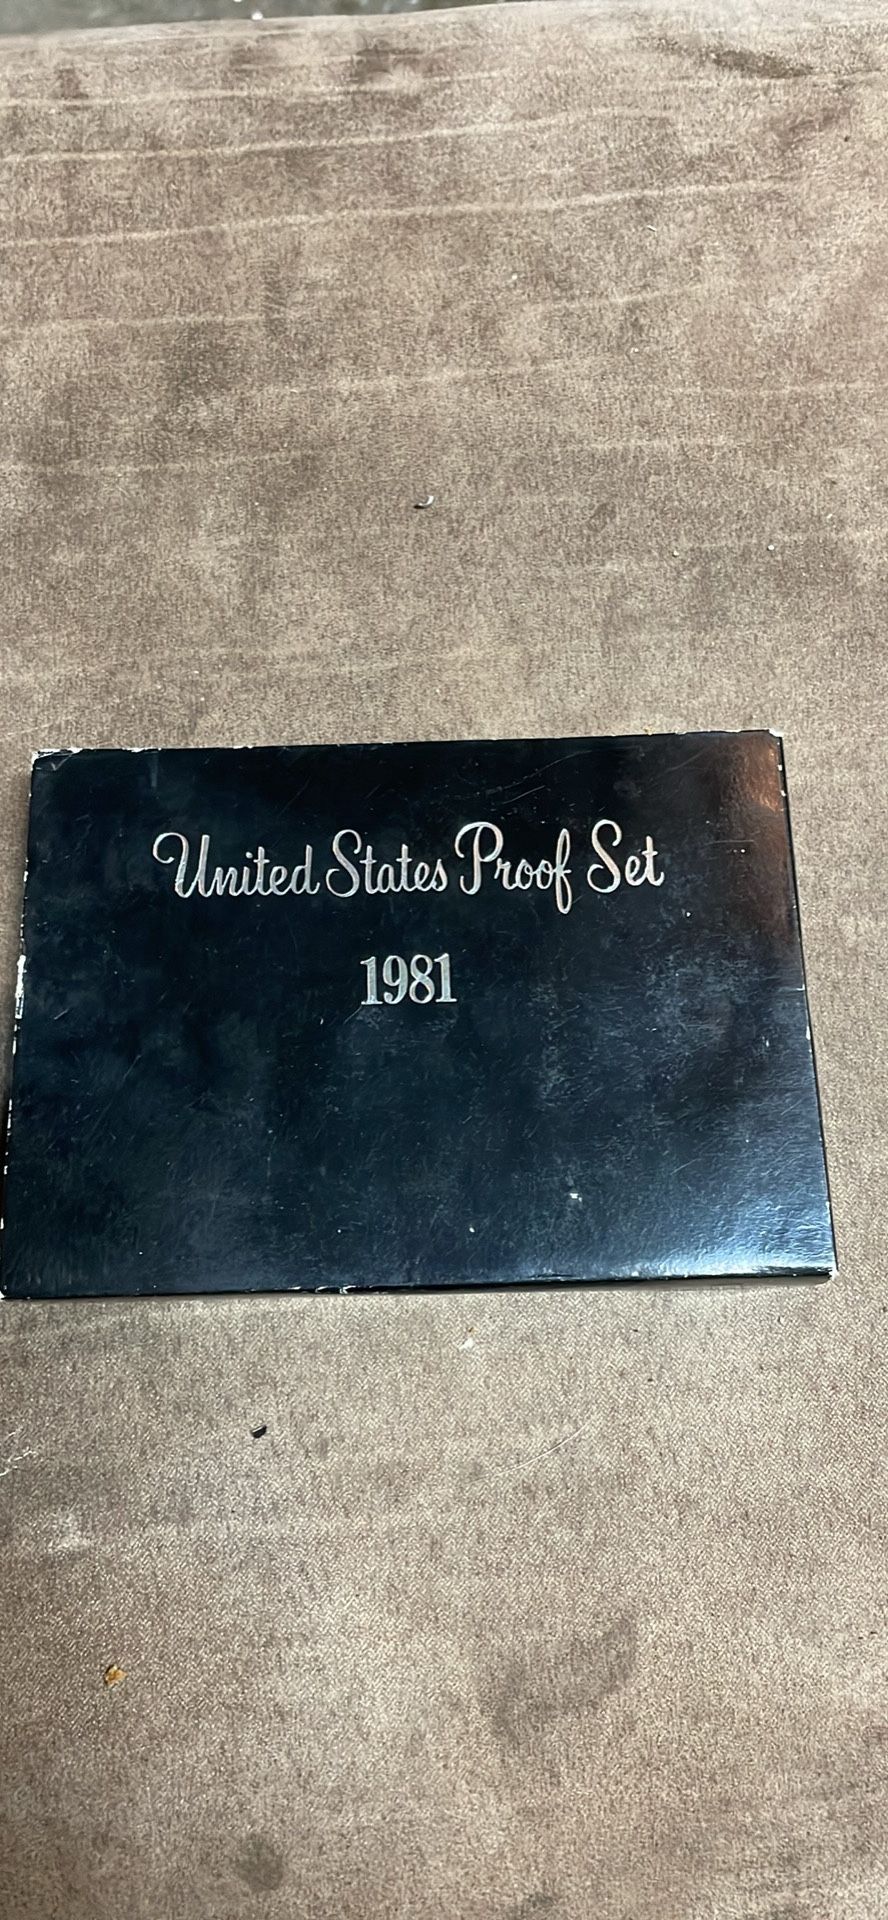 United States Proof Set
1981